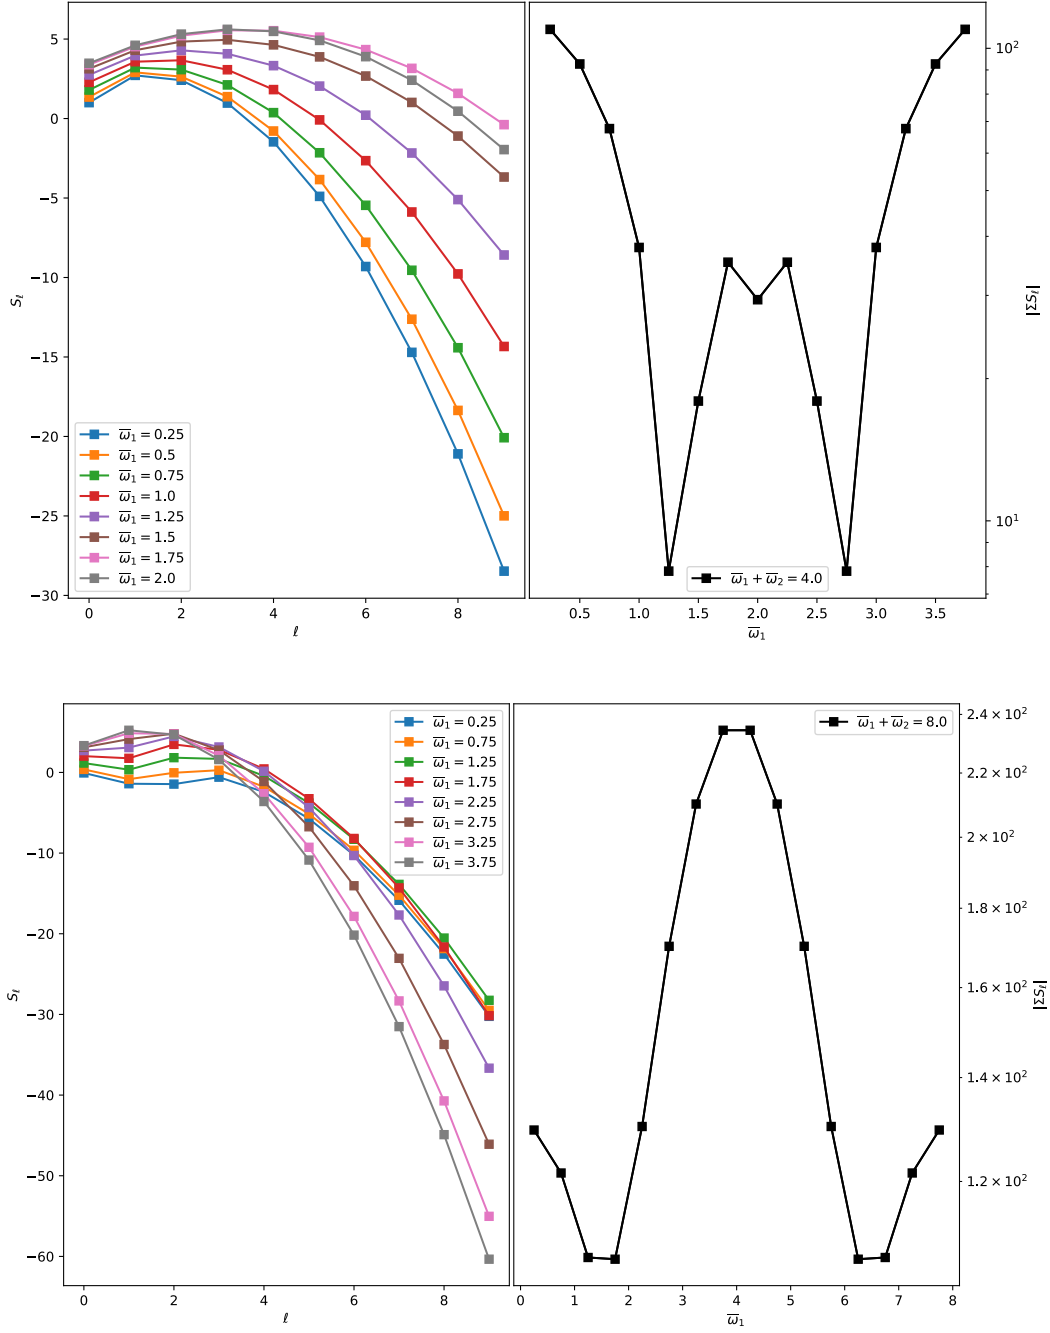 5
0
−5
−10
−15
−20
−25
−30
S_ℓ
0 2 4 6 8
ℓ
ω̅₁ = 0.25
ω̅₁ = 0.5
ω̅₁ = 0.75
ω̅₁ = 1.0
ω̅₁ = 1.25
ω̅₁ = 1.5
ω̅₁ = 1.75
ω̅₁ = 2.0
10²
10¹
|ΣS_ℓ|
ω̅₁ + ω̅₂ = 4.0
0.5 1.0 1.5 2.0 2.5 3.0 3.5
ω̅₁
0
−10
−20
−30
−40
−50
−60
S_ℓ
0 2 4 6 8
ℓ
ω̅₁ = 0.25
ω̅₁ = 0.75
ω̅₁ = 1.25
ω̅₁ = 1.75
ω̅₁ = 2.25
ω̅₁ = 2.75
ω̅₁ = 3.25
ω̅₁ = 3.75
ω̅₁ + ω̅₂ = 8.0
2.4 × 10²
2.2 × 10²
2 × 10²
1.8 × 10²
1.6 × 10²
1.4 × 10²
1.2 × 10²
|ΣS_ℓ|
0 1 2 3 4 5 6 7 8
ω̅₁